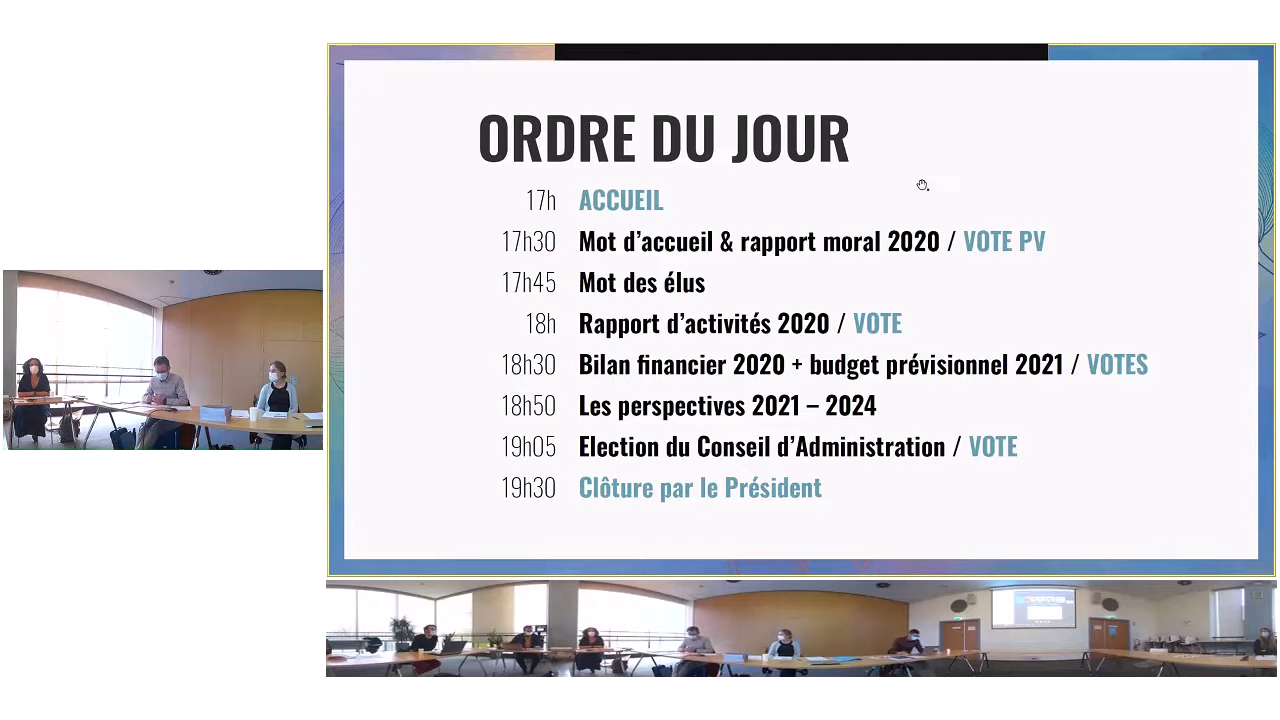 ORDRE DU JOUR
17h ACCUEIL
17h30 Mot d’accueil & rapport moral 2020 / VOTE PV
17h45 Mot des élus
18h Rapport d’activités 2020 / VOTE
18h30 Bilan financier 2020 + budget prévisionnel 2021 / VOTES
18h50 Les perspectives 2021 – 2024
19h05 Election du Conseil d’Administration / VOTE
19h30 Clôture par le Président